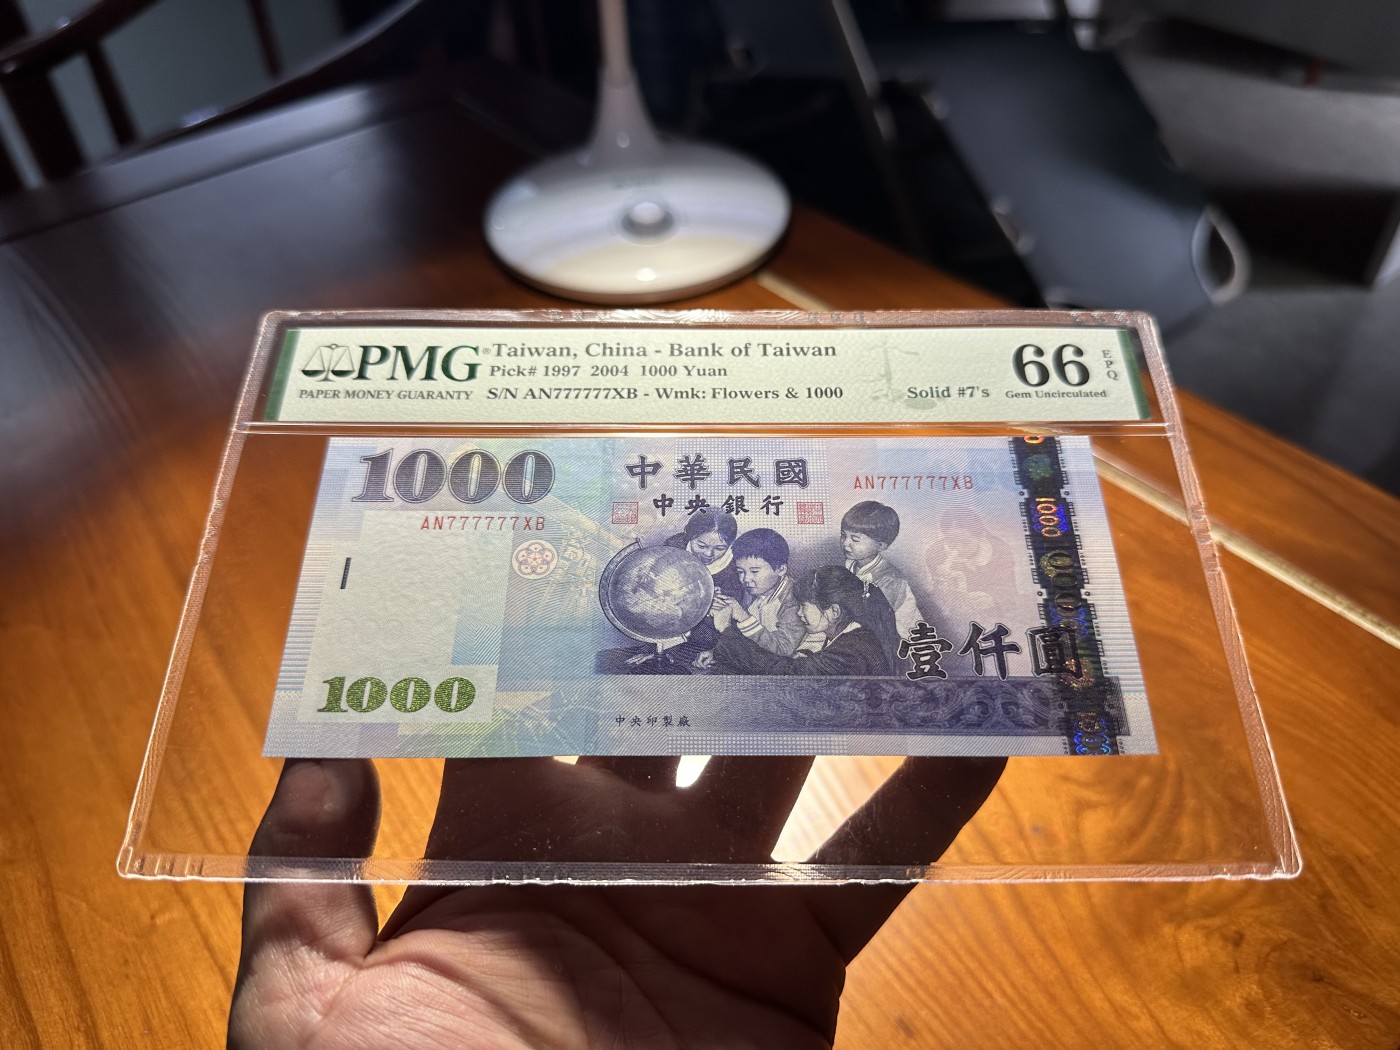 PMG®
PAPER MONEY GUARANTY
Taiwan, China - Bank of Taiwan
Pick# 1997 2004 1000 Yuan
S/N AN777777XB - Wmk: Flowers & 1000
Solid #7's
66
EPQ
Gem Uncirculated
1000
中華民國
中央銀行
AN777777XB
AN777777XB
1000
壹仟圓
1000
中央印製廠